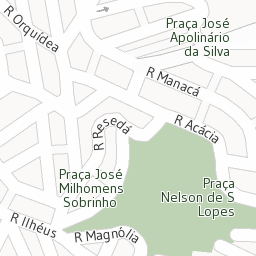 R Orquídea
Praça José
Apolinário
da Silva
R Manacá
R Resedá
R Acácia
Praça José
Milhomens
Sobrinho
Praça
Nelson de S
Lopes
R Ilhéus
R Magnólia